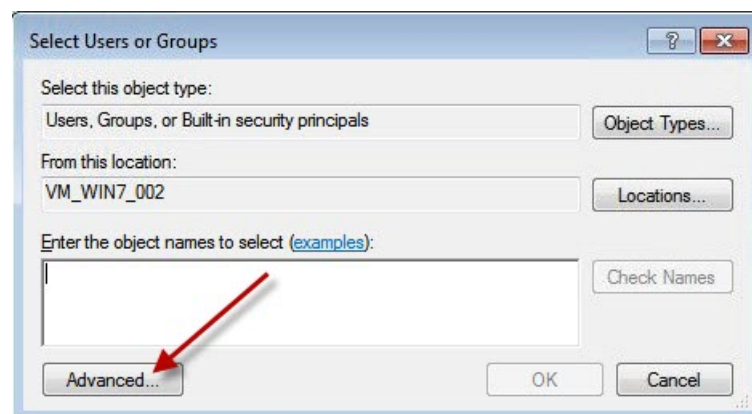 Select Users or Groups
Select this object type:
Users, Groups, or Built-in security principals
Object Types...
From this location:
VM_WIN7_002
Locations...
Enter the object names to select (examples):
Check Names
Advanced...
OK
Cancel